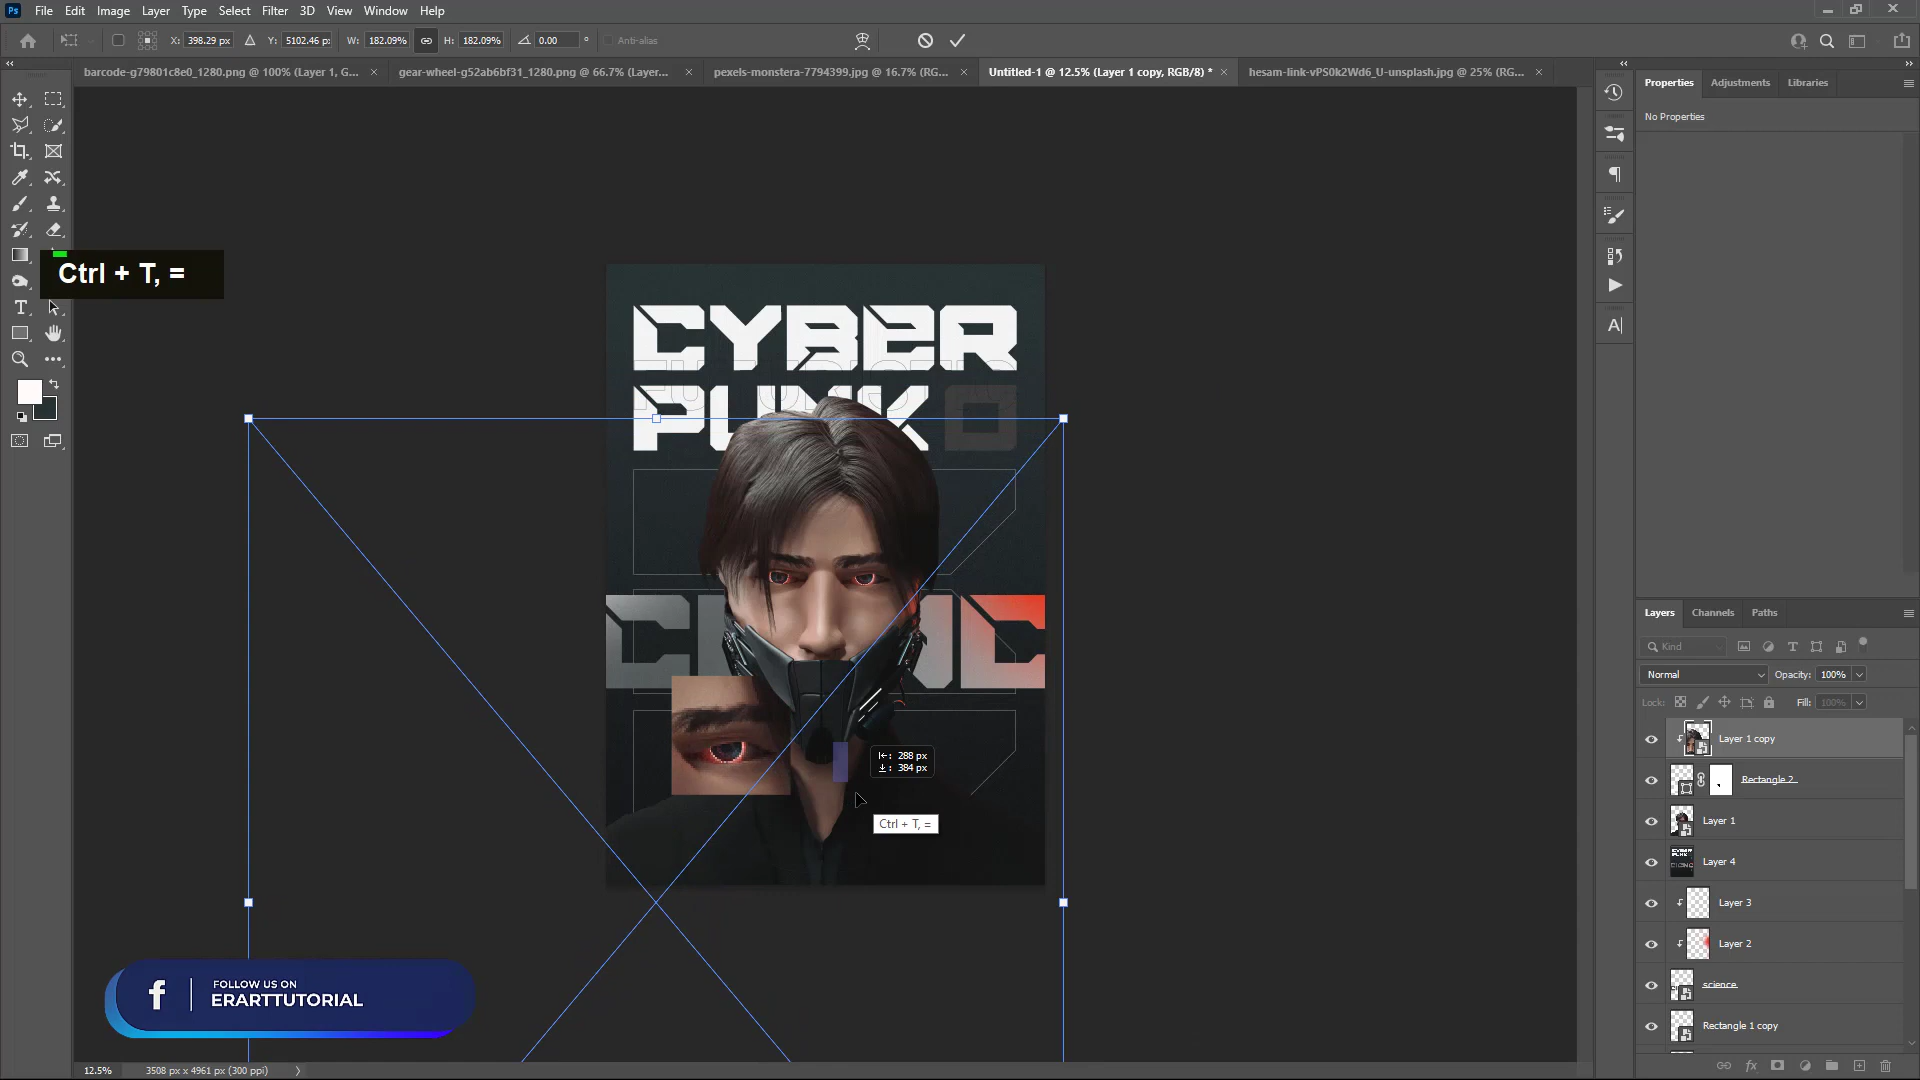 Ps File Edit Image Layer Type Select Filter 3D View Window Help
X: 398.29 px Y: 5102.46 px W: 182.09% H: 182.09% 0.00 ° Anti-alias
barcode-g79801c8e0_1280.png @ 100% (Layer 1, G... gear-wheel-g52ab6bf31_1280.png @ 66.7% (Layer... pexels-monstera-7794399.jpg @ 16.7% (RG... Untitled-1 @ 12.5% (Layer 1 copy, RGB/8) * hesam-link-vPS0k2Wd6_U-unsplash.jpg @ 25% (RG...
Properties Adjustments Libraries
No Properties
Ctrl + T, =
CYBER
PUNK
288 px
384 px
Ctrl + T, =
FOLLOW US ON
ERARTTUTORIAL
12.5% 3508 px x 4961 px (300 ppi)
Layers Channels Paths
Kind
Normal Opacity: 100%
Lock: Fill: 100%
Layer 1 copy
Rectangle 2
Layer 1
Layer 4
Layer 3
Layer 2
science
Rectangle 1 copy